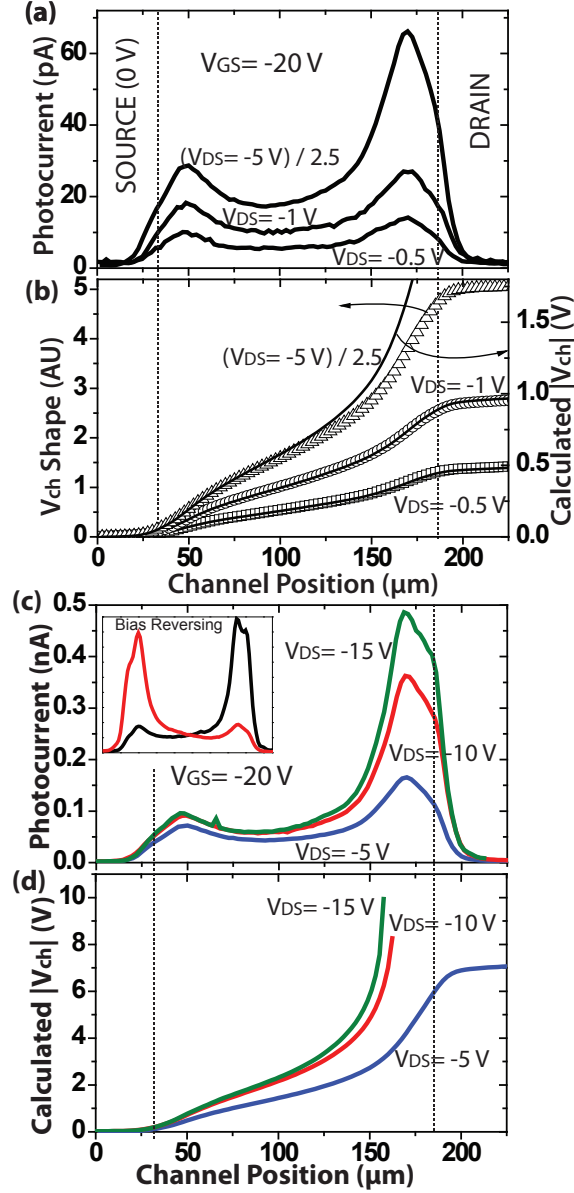 (a)
Photocurrent (pA)
60
40
20
0
SOURCE (0 V)
VGS= -20 V
DRAIN
(VDS= -5 V) / 2.5
VDS= -1 V
VDS= -0.5 V
(b)
Vch Shape (AU)
5
4
3
2
1
0
(VDS= -5 V) / 2.5
VDS= -1 V
VDS= -0.5 V
1.5
1.0
0.5
0.0
Calculated |Vch| (V)
0 50 100 150 200
Channel Position (μm)
(c)
Photocurrent (nA)
0.5
0.4
0.3
0.2
0.1
0.0
Bias Reversing
VDS= -15 V
VGS= -20 V
VDS= -10 V
VDS= -5 V
(d)
Calculated |Vch| (V)
10
8
6
4
2
0
VDS= -15 V
VDS= -10 V
VDS= -5 V
0 50 100 150 200
Channel Position (μm)